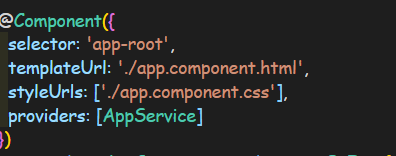 @Component({
selector: 'app-root',
templateUrl: './app.component.html',
styleUrls: ['./app.component.css'],
providers: [AppService]
})